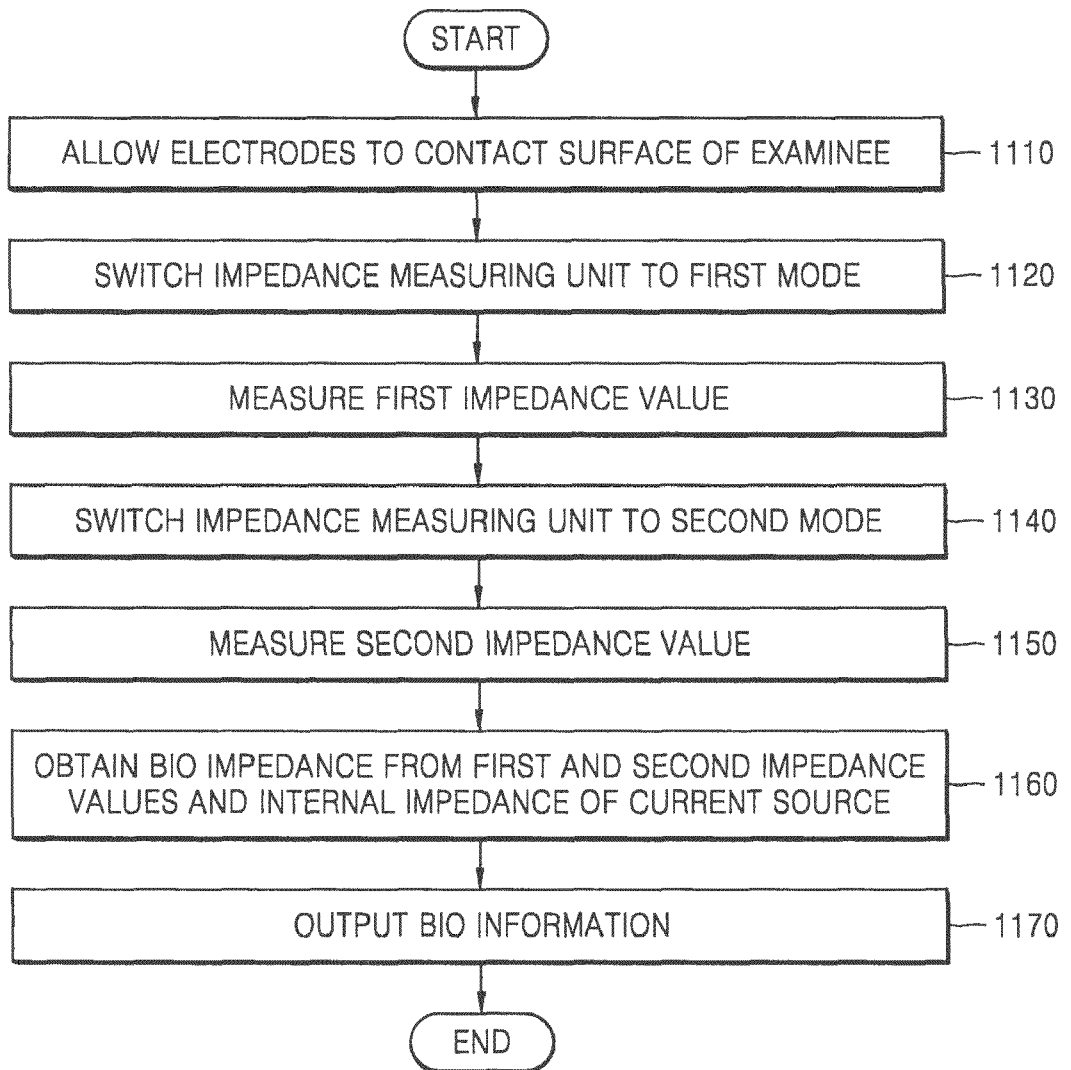 START
ALLOW ELECTRODES TO CONTACT SURFACE OF EXAMINEE
1110
SWITCH IMPEDANCE MEASURING UNIT TO FIRST MODE
1120
MEASURE FIRST IMPEDANCE VALUE
1130
SWITCH IMPEDANCE MEASURING UNIT TO SECOND MODE
1140
MEASURE SECOND IMPEDANCE VALUE
1150
OBTAIN BIO IMPEDANCE FROM FIRST AND SECOND IMPEDANCE
VALUES AND INTERNAL IMPEDANCE OF CURRENT SOURCE
1160
OUTPUT BIO INFORMATION
1170
END